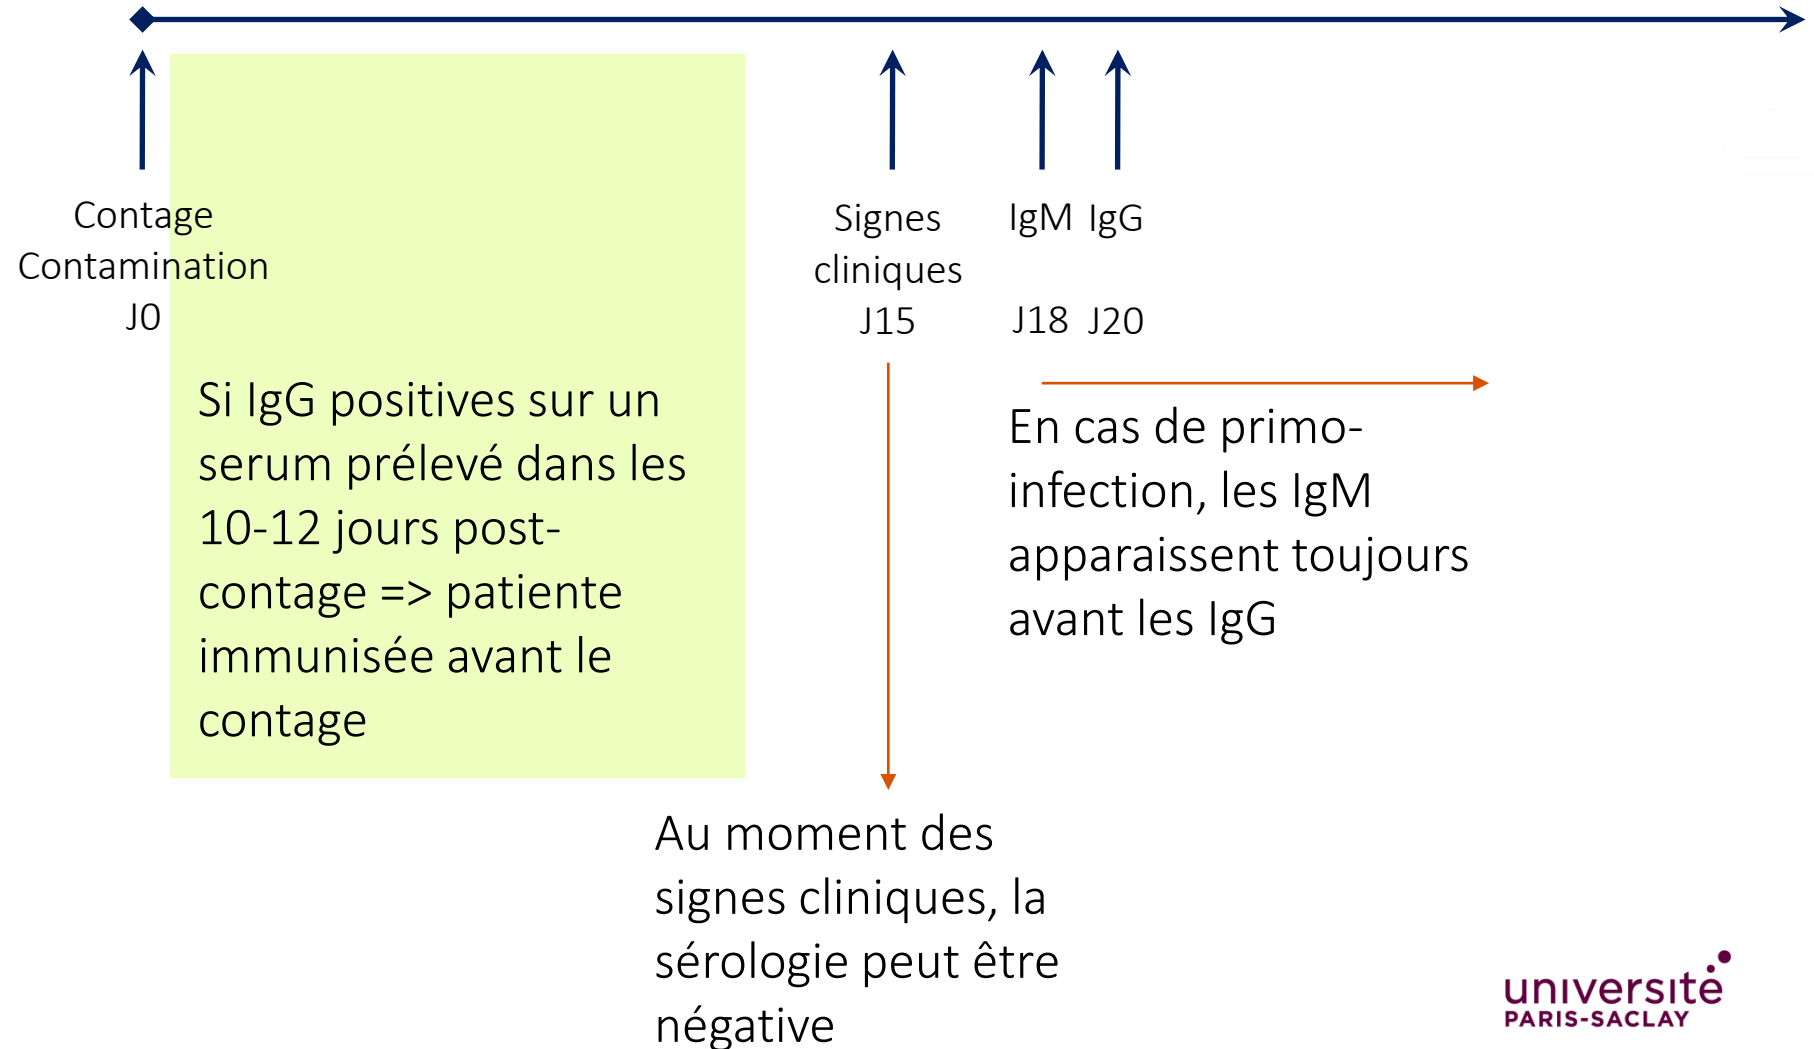 Contage
Contamination
J0
Signes
cliniques
J15
IgM IgG
J18 J20
Si IgG positives sur un
serum prélevé dans les
10-12 jours post-
contage => patiente
immunisée avant le
contage
En cas de primo-
infection, les IgM
apparaissent toujours
avant les IgG
Au moment des
signes cliniques, la
sérologie peut être
négative
université
PARIS-SACLAY